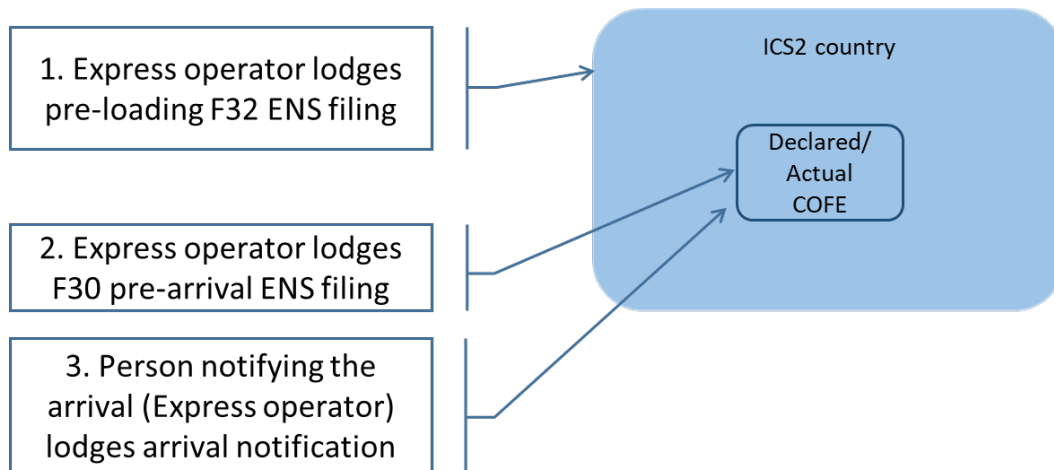 1. Express operator lodges
pre-loading F32 ENS filing
ICS2 country
Declared/
Actual
COFE
2. Express operator lodges
F30 pre-arrival ENS filing
3. Person notifying the
arrival (Express operator)
lodges arrival notification